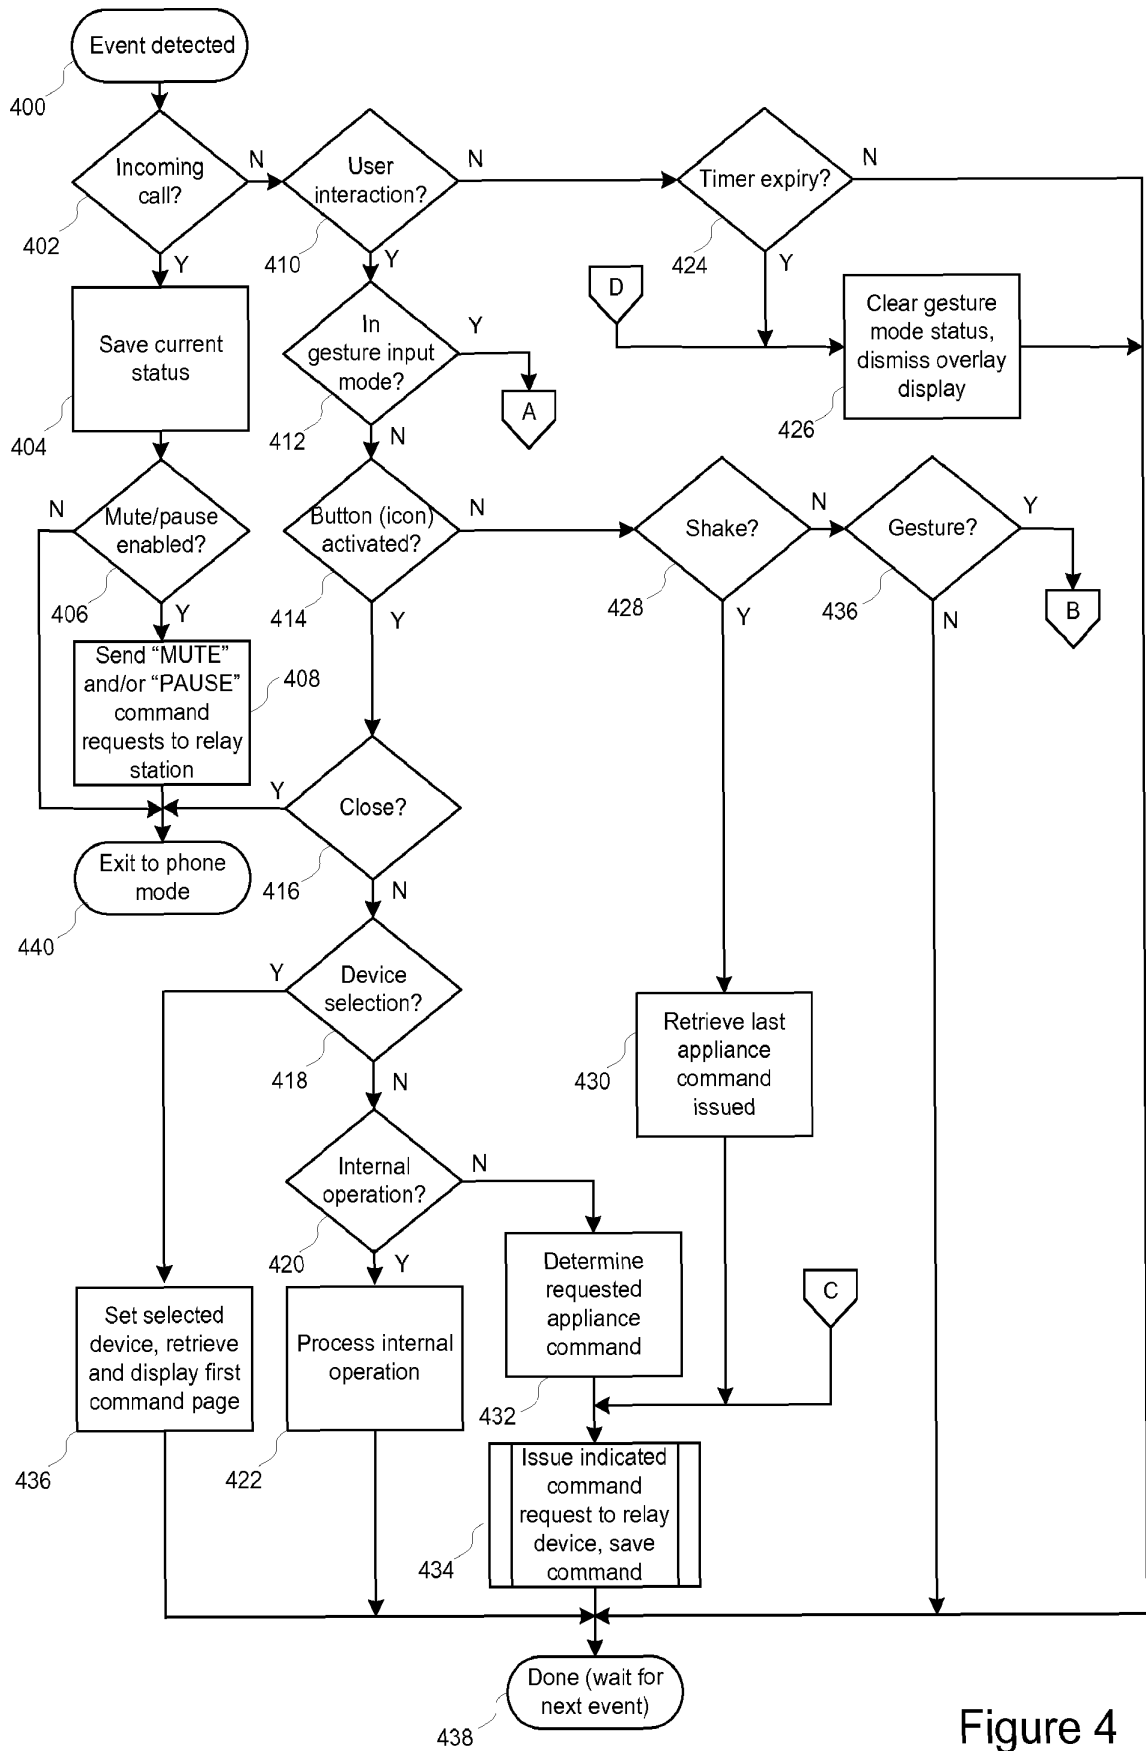 Event detected
400
Incoming
call?
N
402
Y
User
interaction?
N
410
Y
Timer expiry?
N
424
Y
Save current
status
404
In
gesture input
mode?
Y
412
N
A
D
Clear gesture
mode status,
dismiss overlay
display
426
N
Mute/pause
enabled?
406
Y
Button (icon)
activated?
N
414
Y
Shake?
N
428
Y
Gesture?
Y
436
N
B
Send “MUTE”
and/or “PAUSE”
command
requests to relay
station
408
Y
Close?
416
N
Exit to phone
mode
440
Y
Device
selection?
418
N
Retrieve last
appliance
command
issued
430
Internal
operation?
N
420
Y
Determine
requested
appliance
command
432
C
Set selected
device, retrieve
and display first
command page
436
Process internal
operation
422
Issue indicated
command
request to relay
device, save
command
434
Done (wait for
next event)
438
Figure 4